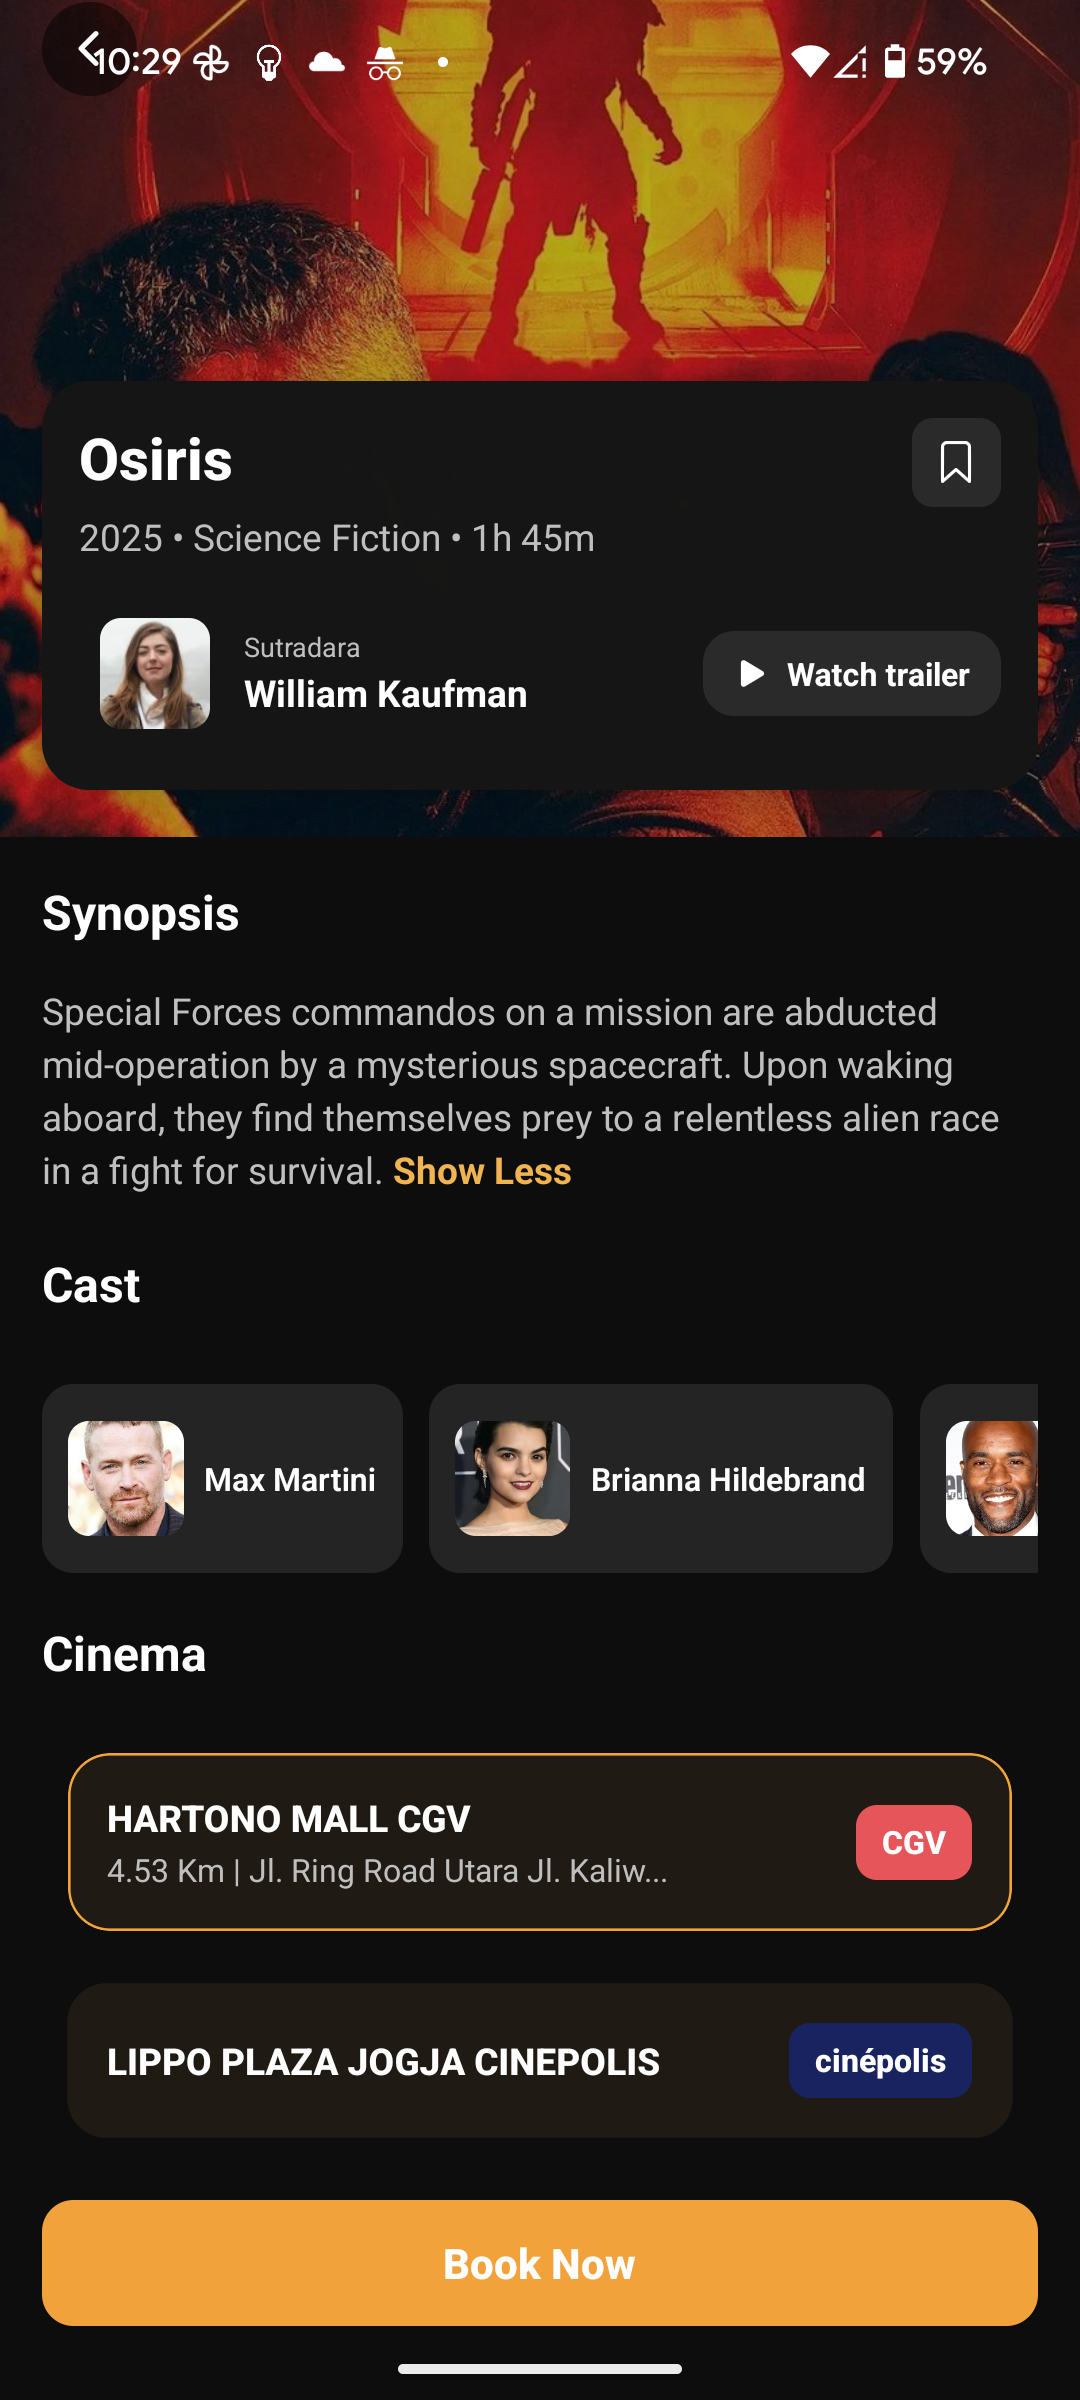 10:29
59%
Osiris
2025 • Science Fiction • 1h 45m
Sutradara
William Kaufman
Watch trailer
Synopsis
Special Forces commandos on a mission are abducted
mid-operation by a mysterious spacecraft. Upon waking
aboard, they find themselves prey to a relentless alien race
in a fight for survival. Show Less
Cast
Max Martini
Brianna Hildebrand
Cinema
HARTONO MALL CGV
4.53 Km | Jl. Ring Road Utara Jl. Kaliw...
CGV
LIPPO PLAZA JOGJA CINEPOLIS
cinépolis
Book Now